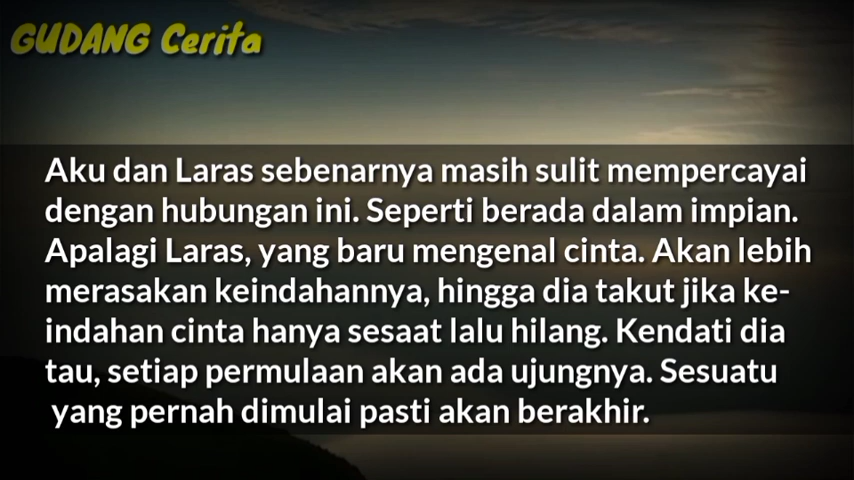 GUDANG Cerita
Aku dan Laras sebenarnya masih sulit mempercayai
dengan hubungan ini. Seperti berada dalam impian.
Apalagi Laras, yang baru mengenal cinta. Akan lebih
merasakan keindahannya, hingga dia takut jika ke-
indahan cinta hanya sesaat lalu hilang. Kendati dia
tau, setiap permulaan akan ada ujungnya. Sesuatu
yang pernah dimulai pasti akan berakhir.